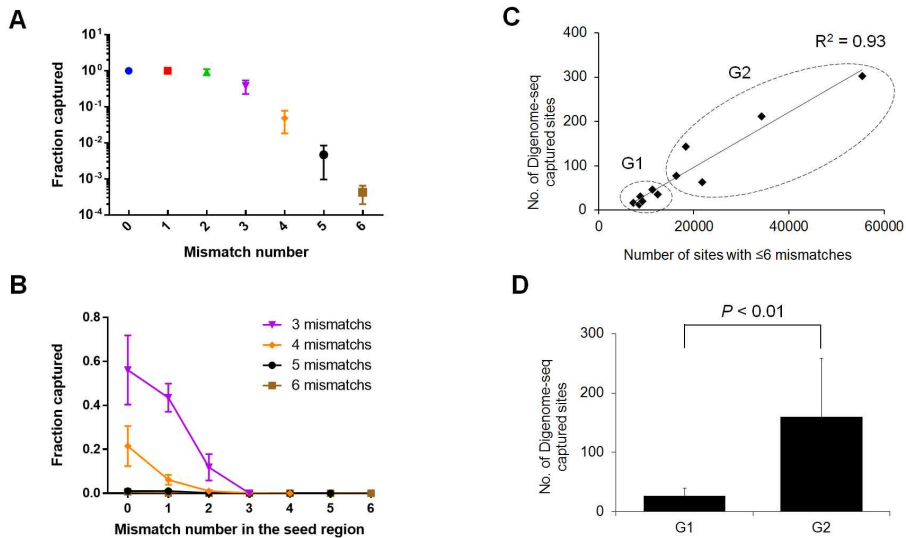 A
Fraction captured
10^1
10^0
10^-1
10^-2
10^-3
10^-4
0 1 2 3 4 5 6
Mismatch number
B
Fraction captured
0.8
0.6
0.4
0.2
0.0
3 mismatchs
4 mismatchs
5 mismatchs
6 mismatchs
0 1 2 3 4 5 6
Mismatch number in the seed region
C
No. of Digenome-seq
captured sites
400
300
200
100
0
R² = 0.93
G2
G1
0 20000 40000 60000
Number of sites with ≤6 mismatches
D
No. of Digenome-seq
captured sites
P < 0.01
300
200
100
0
G1 G2